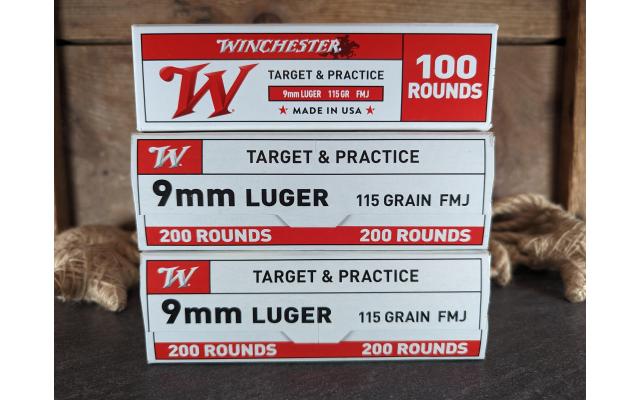 WINCHESTER
W
TARGET & PRACTICE
9mm LUGER 115 GR FMJ
★ MADE IN USA ★
100
ROUNDS
W
TARGET & PRACTICE
9mm LUGER 115 GRAIN FMJ
200 ROUNDS 200 ROUNDS
W
TARGET & PRACTICE
9mm LUGER 115 GRAIN FMJ
200 ROUNDS 200 ROUNDS